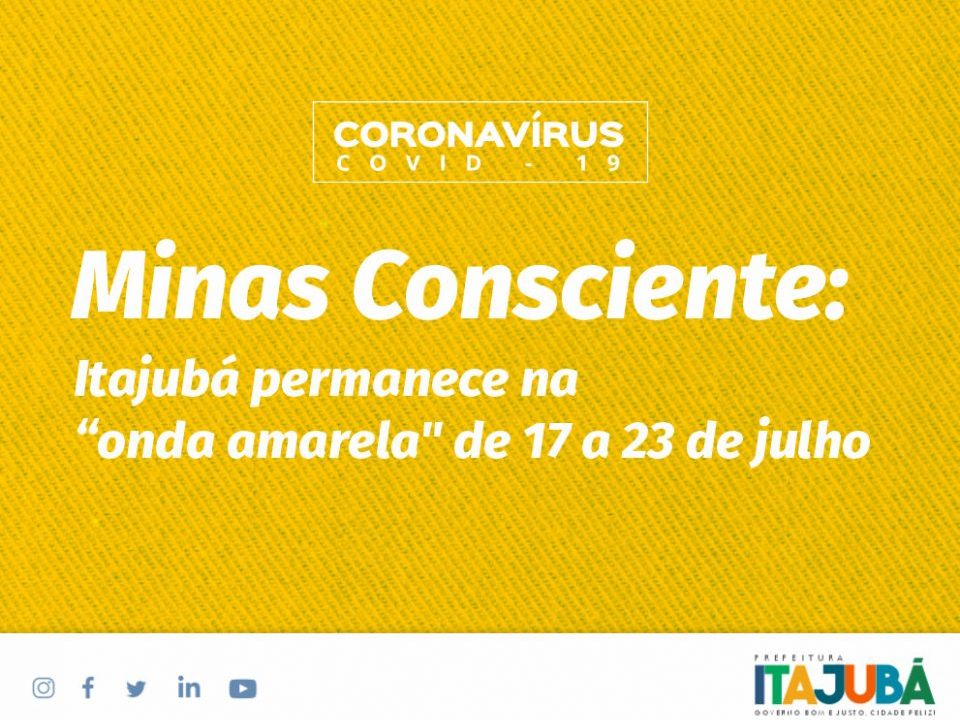 CORONAVÍRUS
COVID - 19
Minas Consciente:
Itajubá permanece na
“onda amarela" de 17 a 23 de julho
PREFEITURA
ITAJUBÁ
GOVERNO BOM E JUSTO, CIDADE FELIZ!